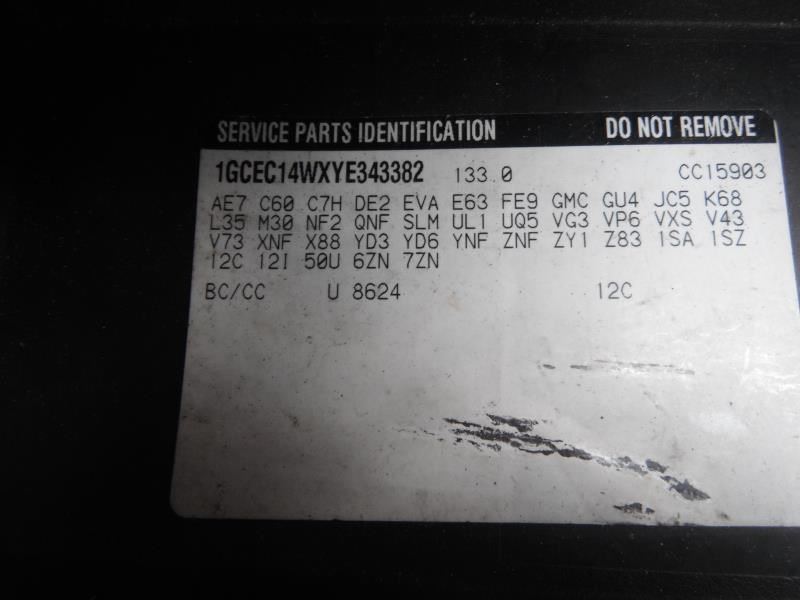 SERVICE PARTS IDENTIFICATION DO NOT REMOVE
1GCEC14WXYE343382 133.0 CC15903
AE7 C60 C7H DE2 EVA E63 FE9 GMC GU4 JC5 K68
L35 M30 NF2 QNF SLM UL1 UQ5 VG3 VP6 VXS V43
V73 XNF X88 YD3 YD6 YNF ZNF ZY1 Z83 1SA 1SZ
12C 12I 50U 6ZN 7ZN
BC/CC U 8624 12C